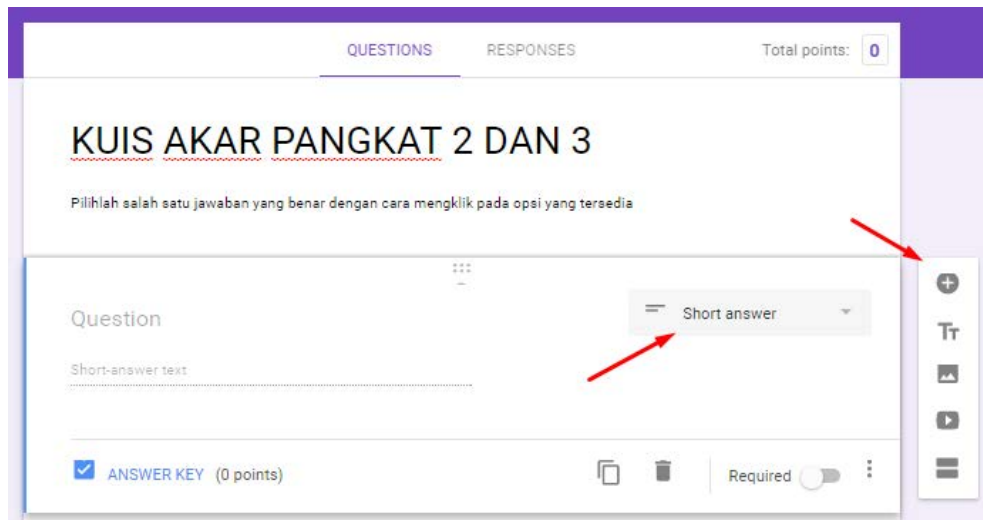 QUESTIONS RESPONSES Total points: 0
KUIS AKAR PANGKAT 2 DAN 3
Pilihlah salah satu jawaban yang benar dengan cara mengklik pada opsi yang tersedia
Question Short answer
Short-answer text
ANSWER KEY (0 points) Required